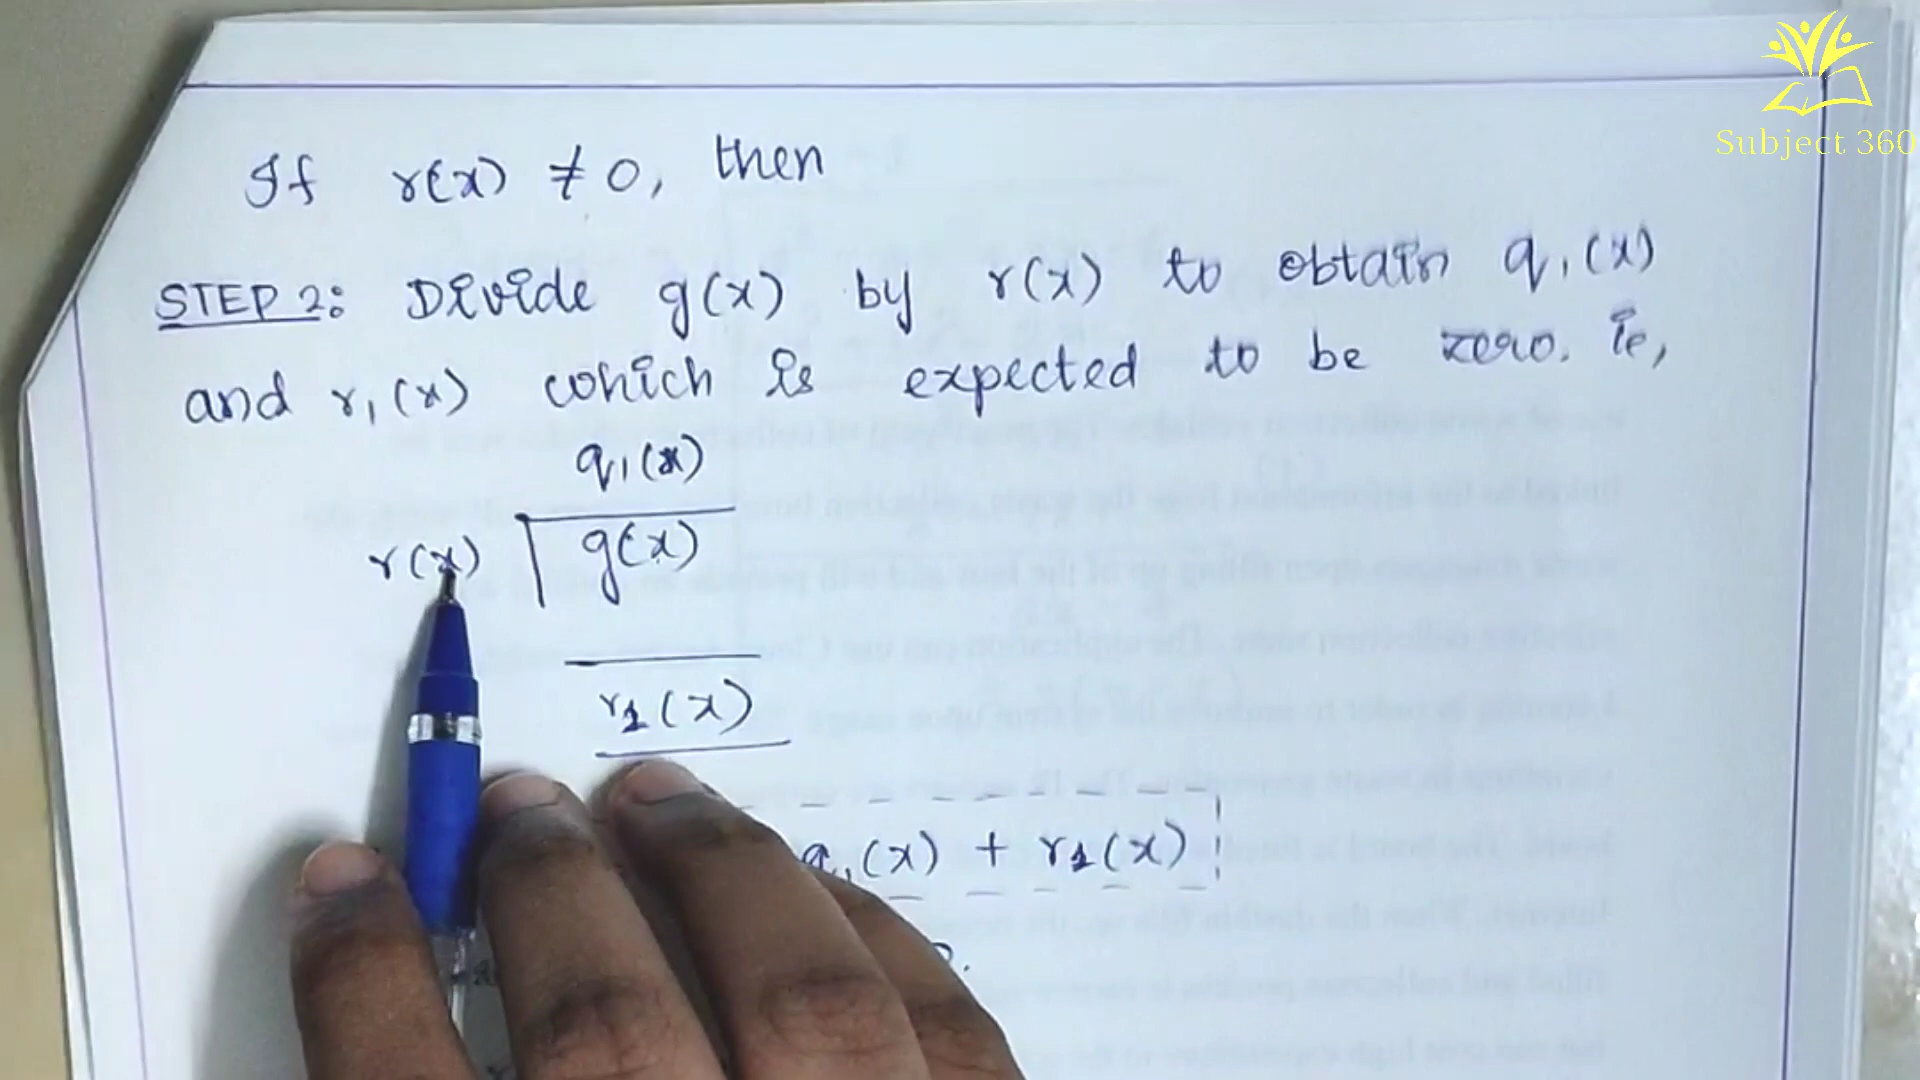 Subject 360
If r(x) ≠ 0, then
STEP 2: Divide g(x) by r(x) to obtain q₁(x)
and r₁(x) which is expected to be zero. ie,
q₁(x)
r(x) g(x)
r₁(x)
q₁(x) + r₁(x)